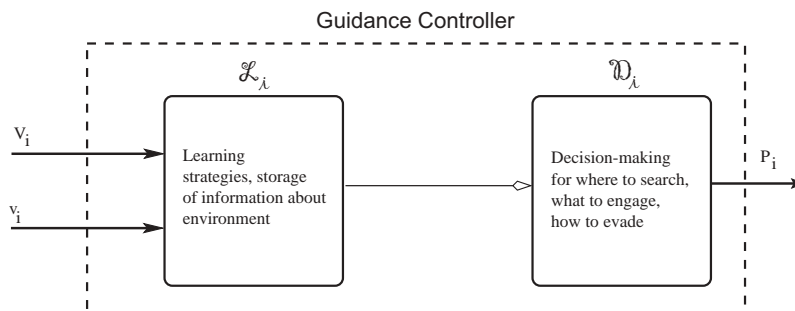 Guidance Controller
ℒi
𝒟i
Vi
vi
Learning
strategies, storage
of information about
environment
Decision-making
for where to search,
what to engage,
how to evade
Pi